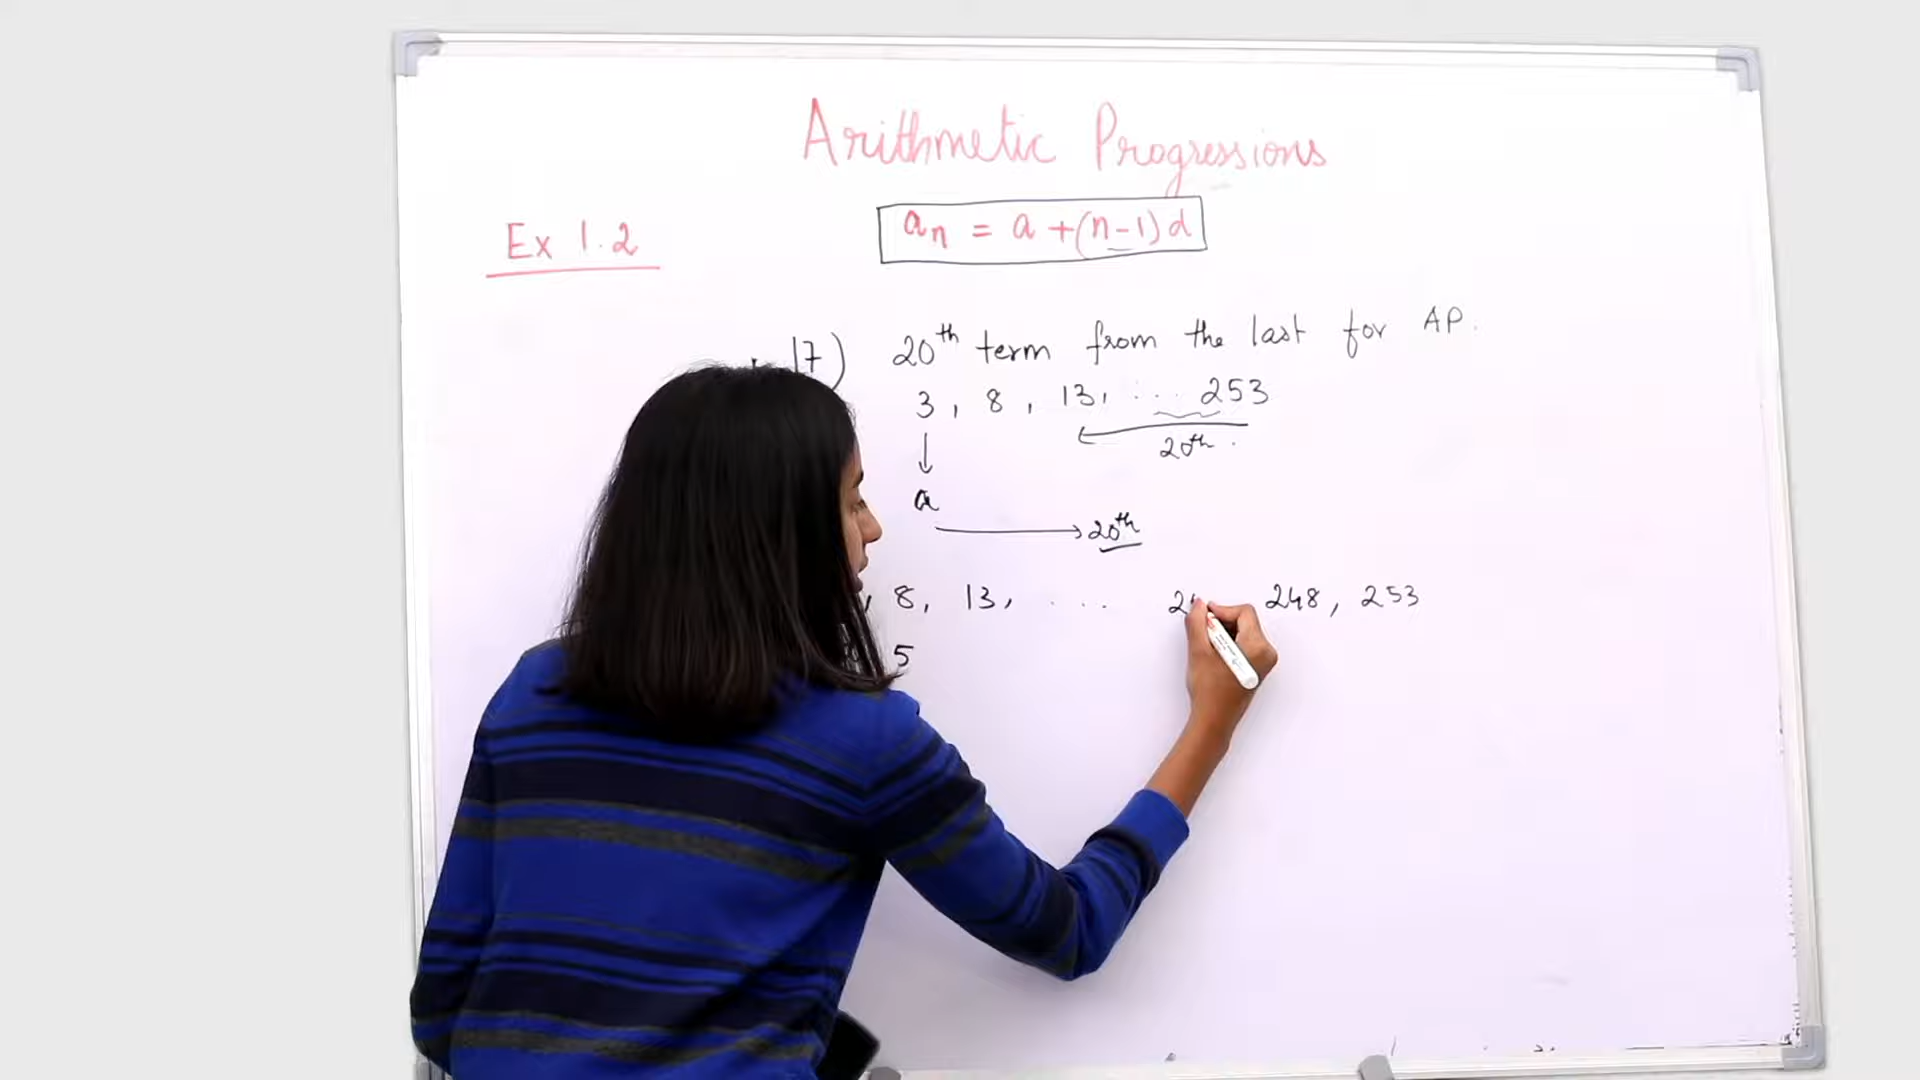 Arithmetic Progressions
Ex 1.2
an = a + (n-1) d
17) 20th term from the last for AP.
3, 8, 13, ... 253
20th.
a
20th
8, 13, .... 248, 253
5